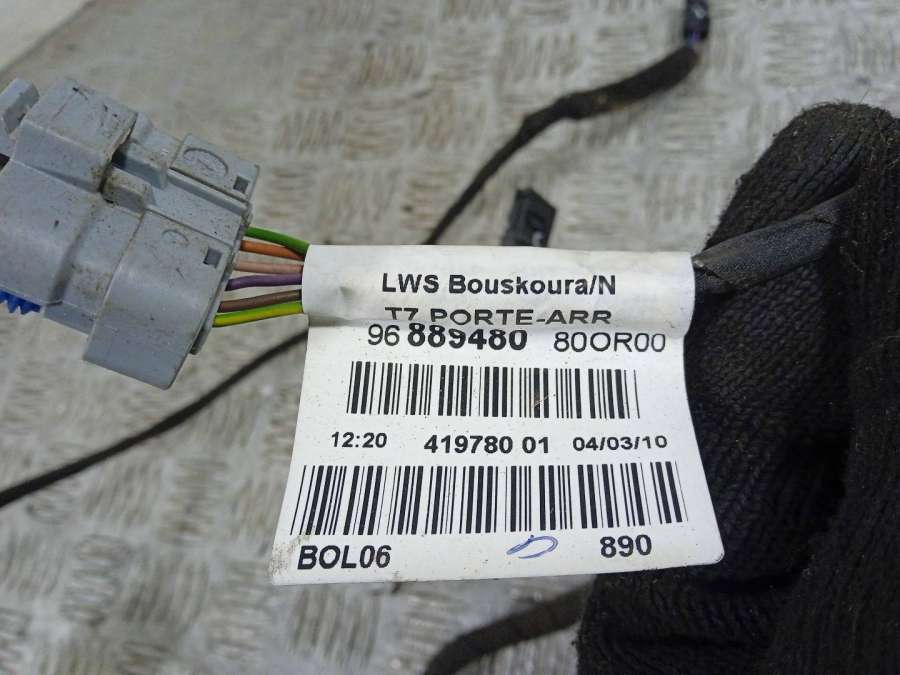 LWS Bouskoura/N
T7 PORTE-ARR
96 889480 80OR00
12:20 419780 01 04/03/10
BOL06 890